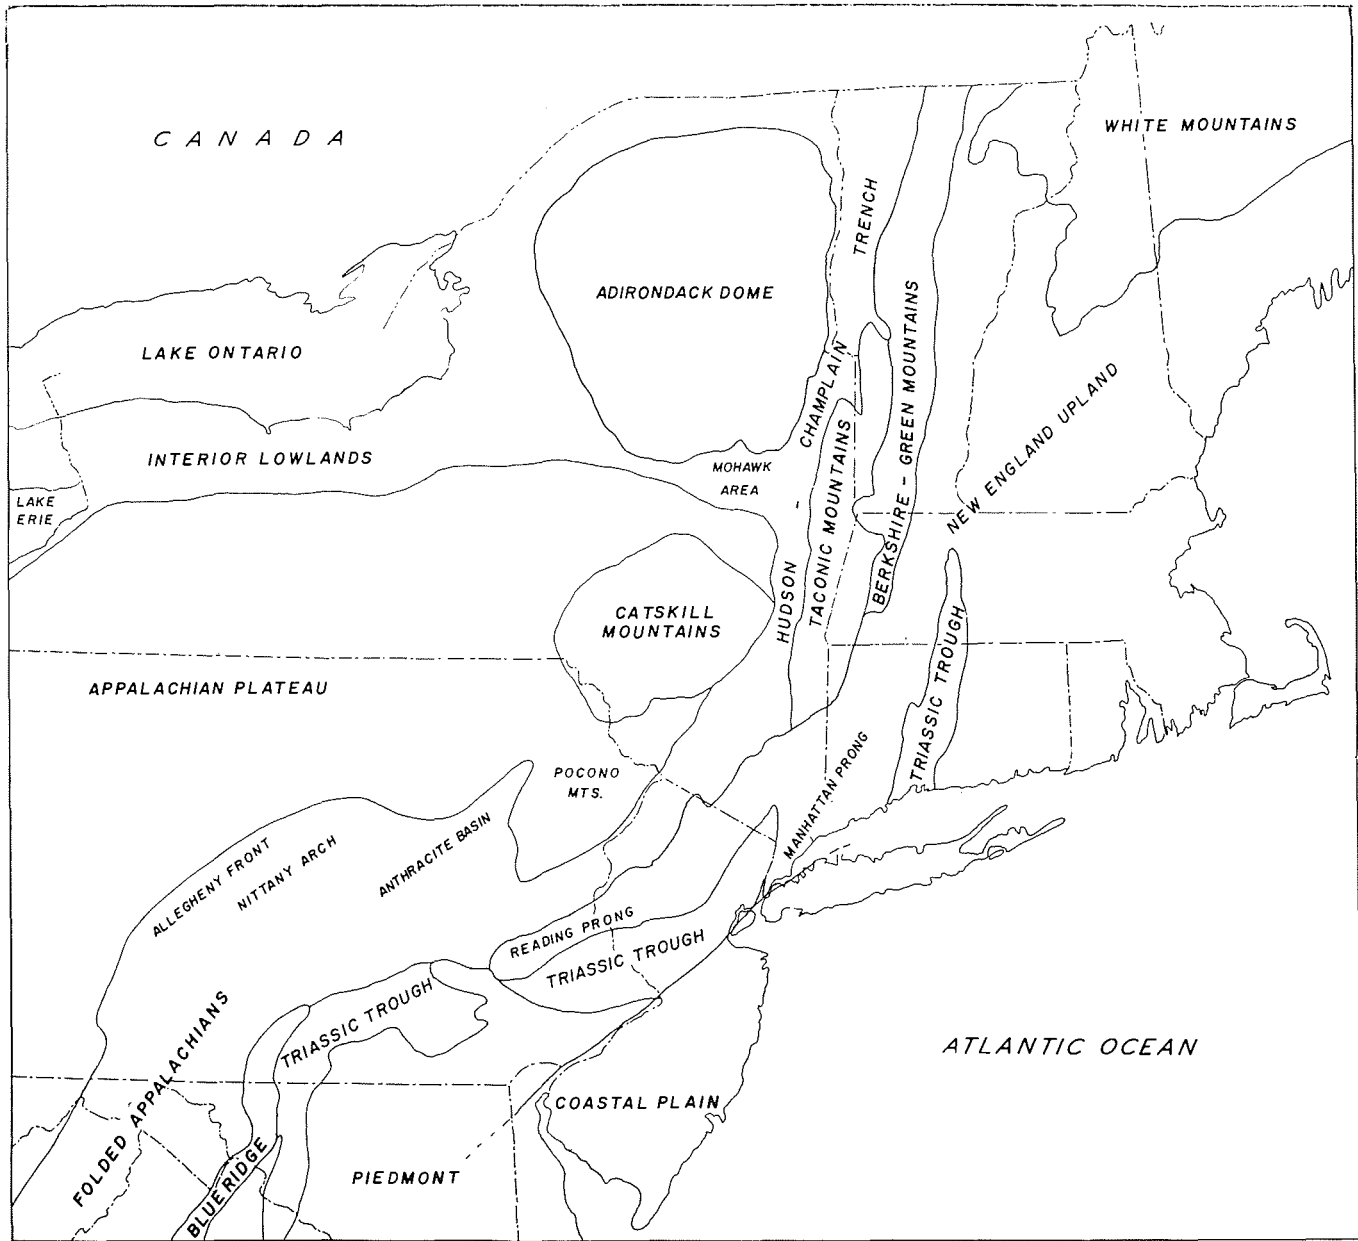 CANADA
WHITE MOUNTAINS
TRENCH
ADIRONDACK DOME
LAKE ONTARIO
CHAMPLAIN
BERKSHIRE - GREEN MOUNTAINS
NEW ENGLAND UPLAND
INTERIOR LOWLANDS
MOHAWK
AREA
LAKE
ERIE
TACONIC MOUNTAINS
HUDSON -
CATSKILL
MOUNTAINS
TRIASSIC TROUGH
APPALACHIAN PLATEAU
POCONO
MTS.
MANHATTAN PRONG
ALLEGHENY FRONT
NITTANY ARCH
ANTHRACITE BASIN
READING PRONG
TRIASSIC TROUGH
TRIASSIC TROUGH
ATLANTIC OCEAN
FOLDED APPALACHIANS
COASTAL PLAIN
BLUE RIDGE
PIEDMONT